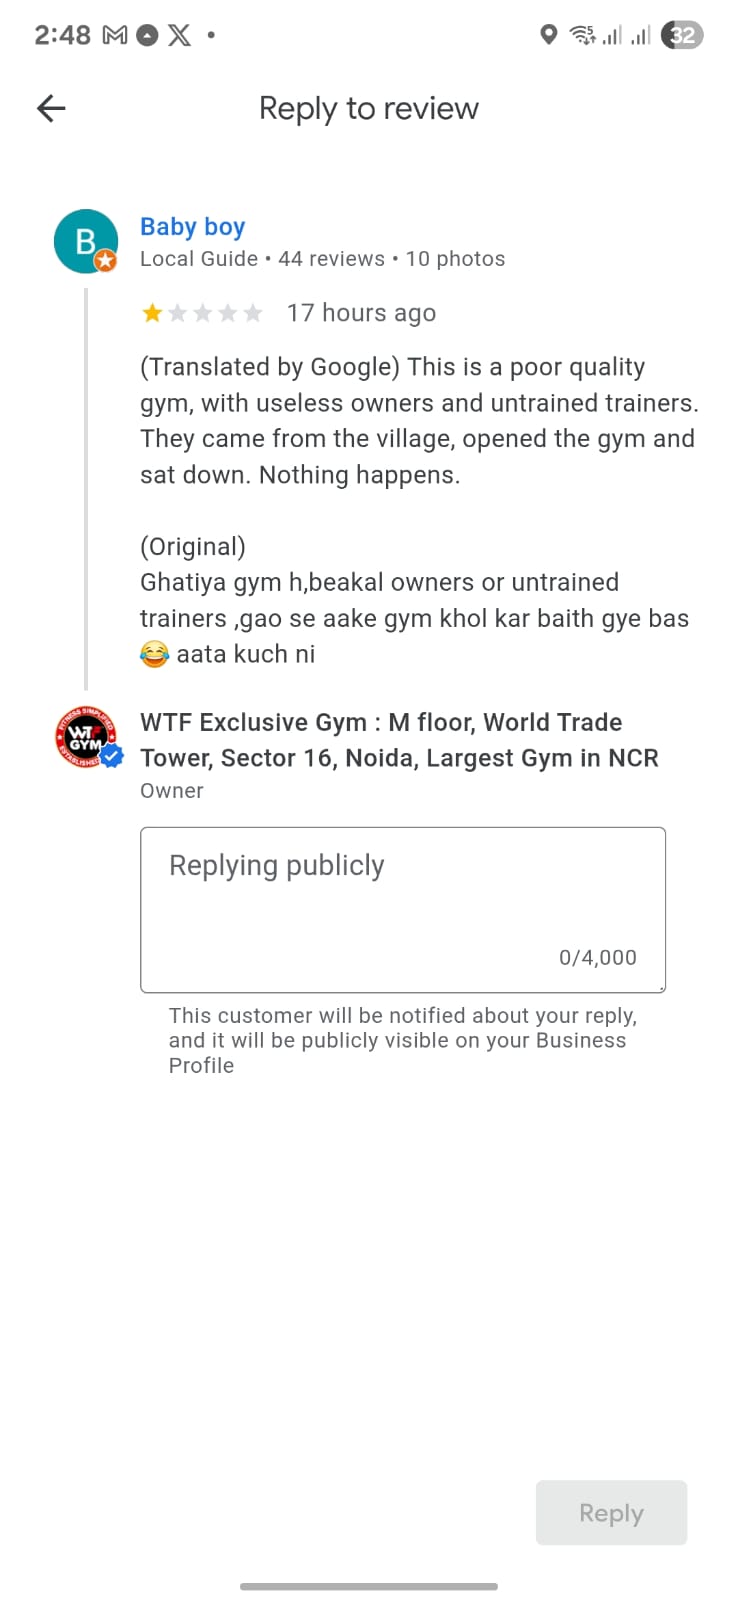 2:48
32
Reply to review
B
Baby boy
Local Guide • 44 reviews • 10 photos
17 hours ago
(Translated by Google) This is a poor quality
gym, with useless owners and untrained trainers.
They came from the village, opened the gym and
sat down. Nothing happens.
(Original)
Ghatiya gym h,beakal owners or untrained
trainers ,gao se aake gym khol kar baith gye bas
😂 aata kuch ni
FITNESS SIMPLIFIED
WTF
GYM
WTF Exclusive Gym : M floor, World Trade
Tower, Sector 16, Noida, Largest Gym in NCR
Owner
Replying publicly
0/4,000
This customer will be notified about your reply,
and it will be publicly visible on your Business
Profile
Reply